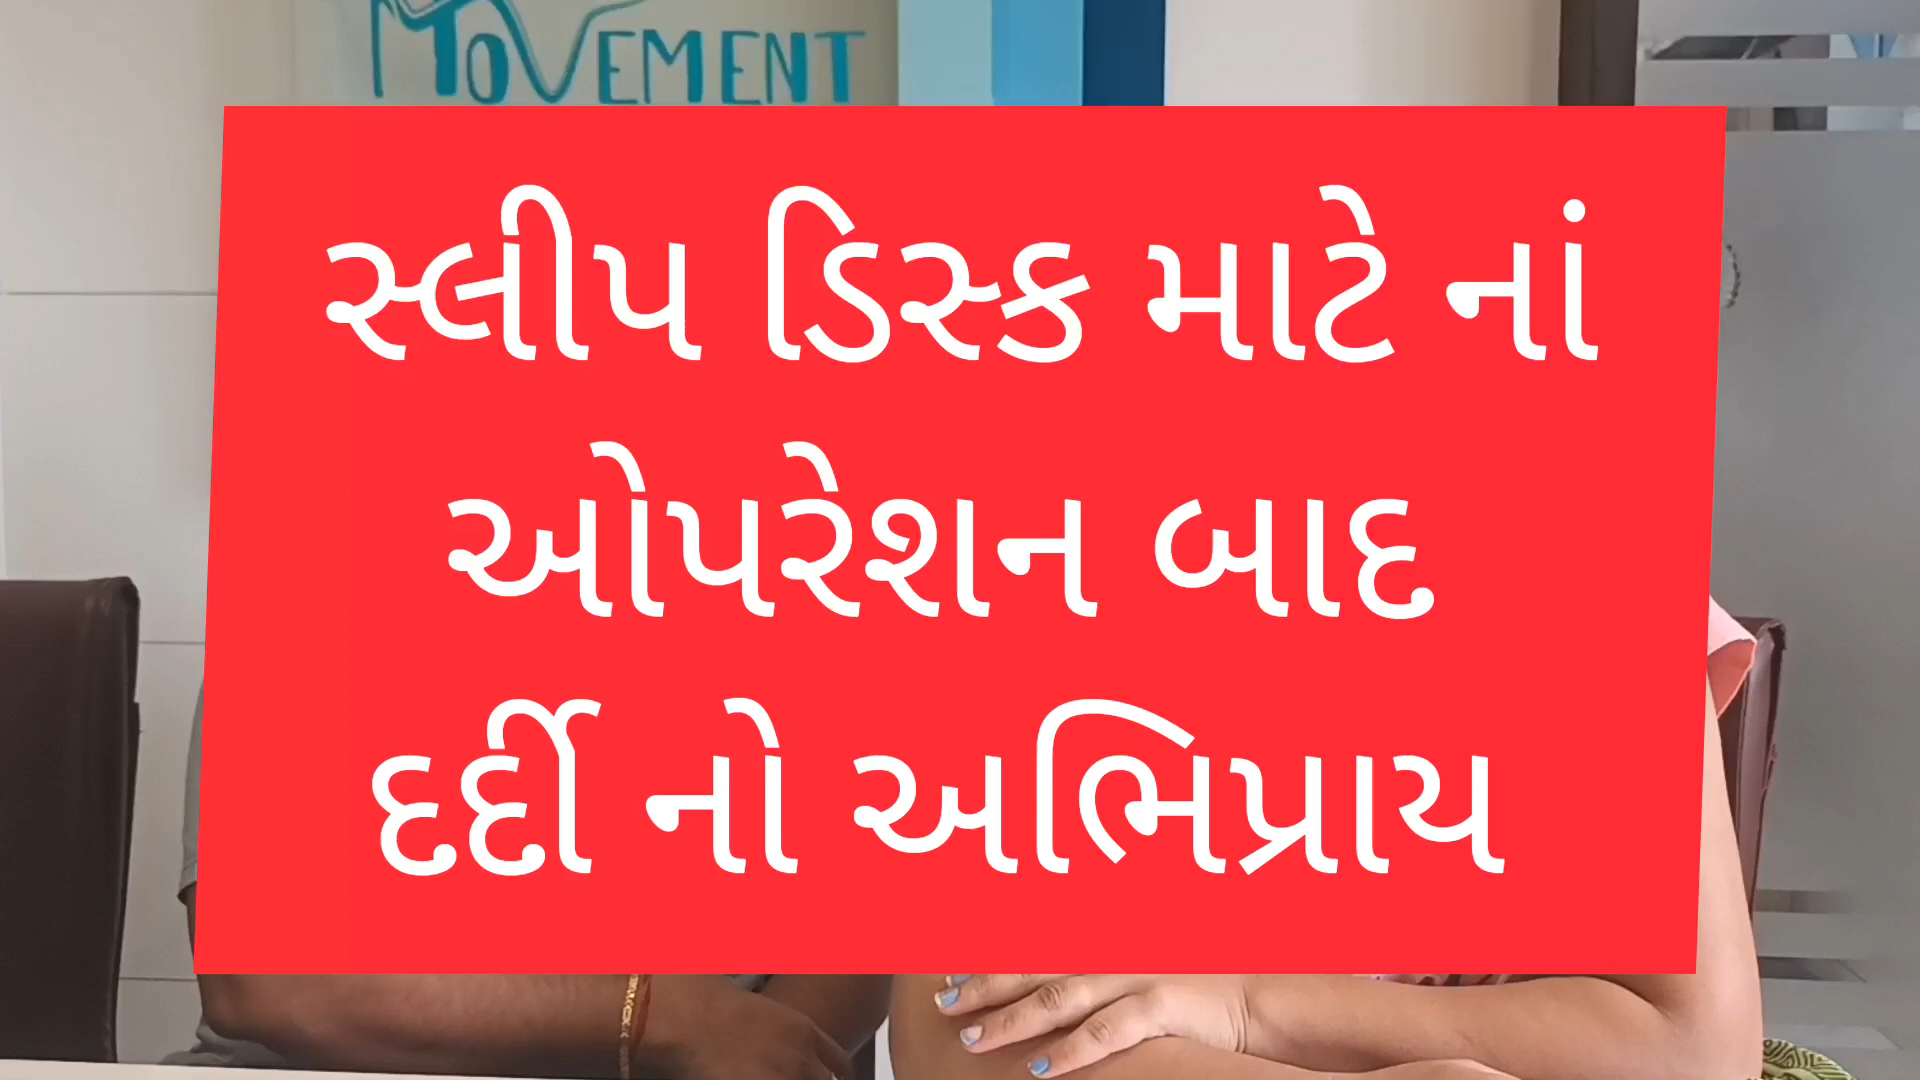 MOVEMENT
સ્લીપ ડિસ્ક માટે નાં
ઓપરેશન બાદ
દર્દી નો અભિપ્રાય